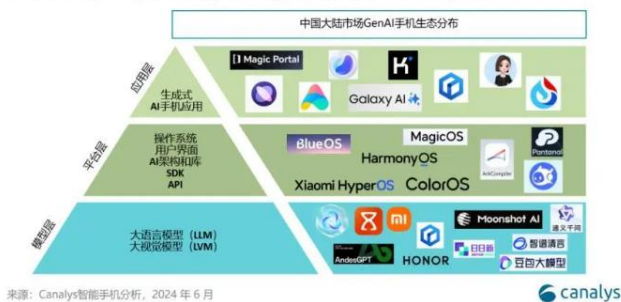 中国大陆市场GenAI手机生态分布
应用层
生成式
AI手机应用
Magic Portal
Galaxy AI
平台层
操作系统
用户界面
AI架构和库
SDK
API
BlueOS
MagicOS
HarmonyOS
Xiaomi HyperOS
ColorOS
ArkCompiler
Pantanal
模型层
大语言模型（LLM）
大视觉模型（LVM）
Moonshot AI
通义千问
AndesGPT
HONOR
日日新
智谱清言
豆包大模型
来源：Canalys智能手机分析，2024 年 6 月
canalys